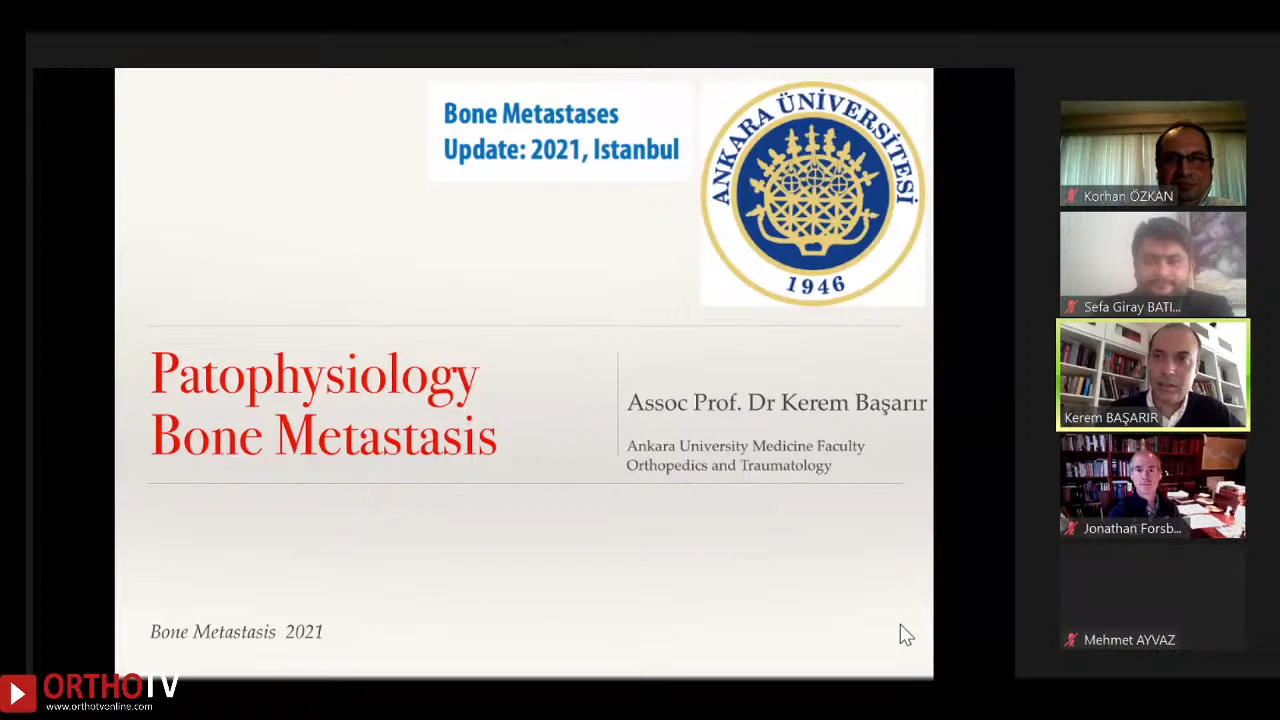 Bone Metastases
Update: 2021, Istanbul
ANKARA ÜNİVERSİTESİ
1946
Patophysiology
Bone Metastasis
Assoc Prof. Dr Kerem Başarır
Ankara University Medicine Faculty
Orthopedics and Traumatology
Bone Metastasis 2021
Korhan ÖZKAN
Sefa Giray BATI...
Kerem BAŞARIR
Jonathan Forsb...
Mehmet AYVAZ
ORTHOTV
www.orthotvonline.com